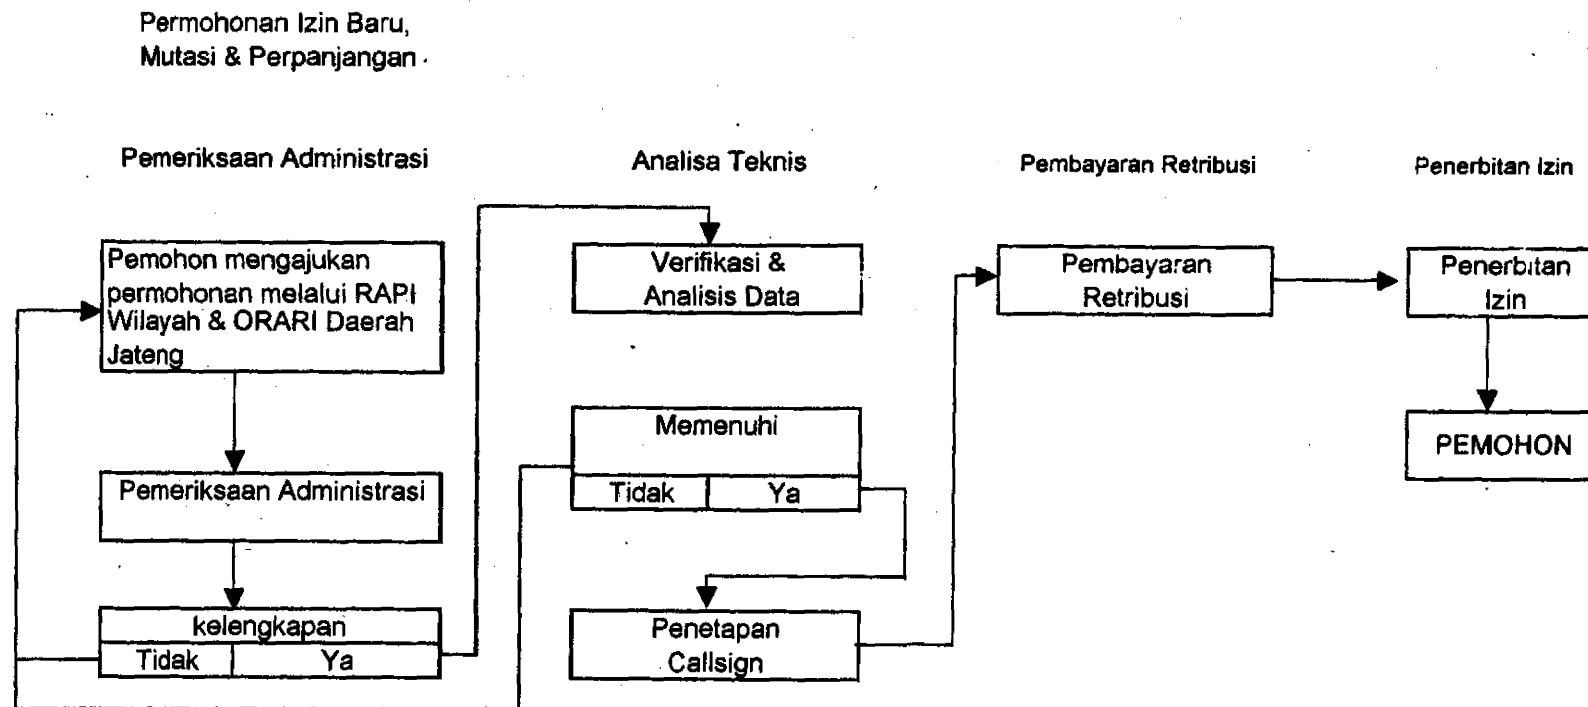 Permohonan Izin Baru,
Mutasi & Perpanjangan
Pemeriksaan Administrasi
Analisa Teknis
Pembayaran Retribusi
Penerbitan Izin
Pemohon mengajukan
permohonan melalui RAPI
Wilayah & ORARI Daerah
Jateng
Verifikasi &
Analisis Data
Pembayaran
Retribusi
Penerbitan
Izin
Memenuhi
Tidak
Ya
PEMOHON
Pemeriksaan Administrasi
kelengkapan
Tidak
Ya
Penetapan
Callsign